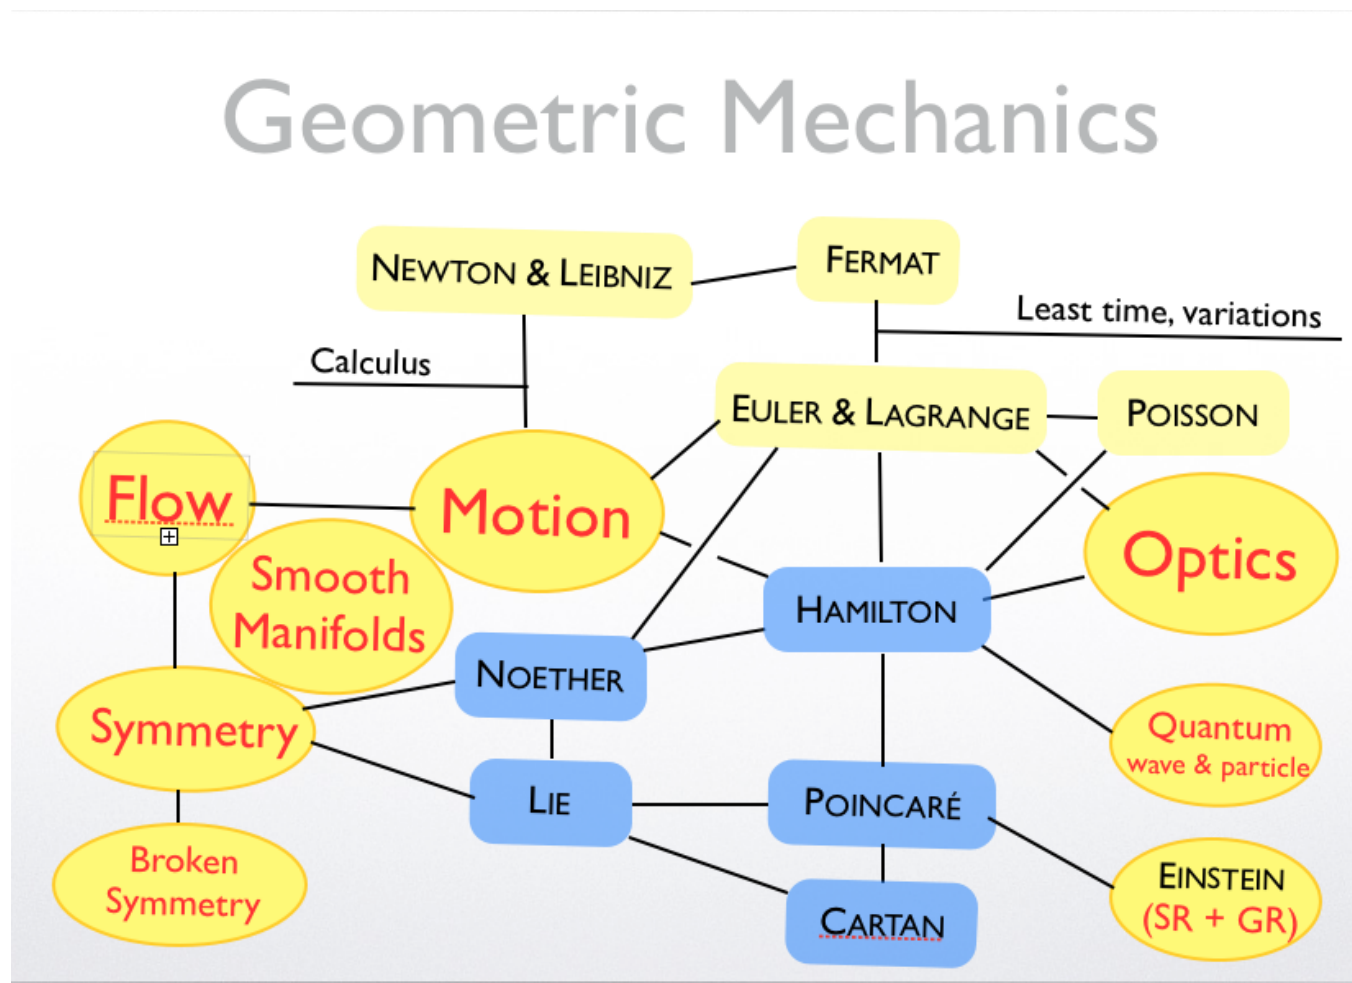 Geometric Mechanics
NEWTON & LEIBNIZ
FERMAT
Least time, variations
Calculus
EULER & LAGRANGE
POISSON
Flow
Motion
Optics
Smooth
Manifolds
HAMILTON
NOETHER
Symmetry
Quantum
wave & particle
LIE
POINCARÉ
Broken
Symmetry
EINSTEIN
(SR + GR)
CARTAN